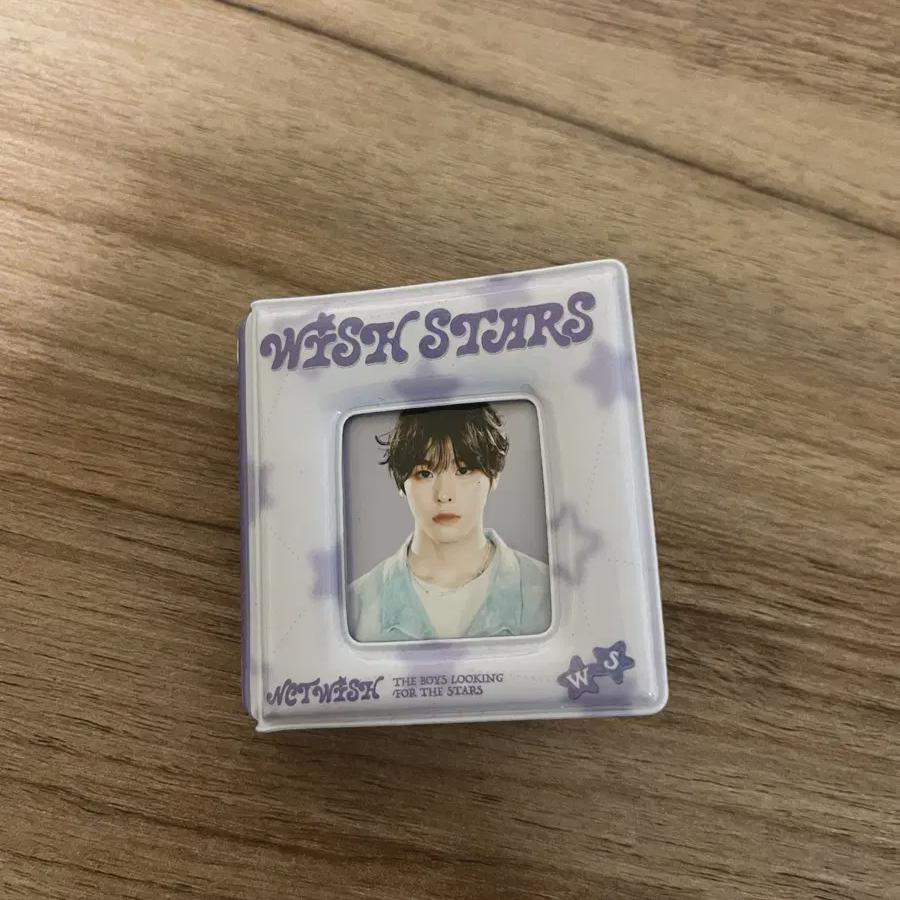 WISH STARS
NCT WISH
THE BOYS LOOKING
FOR THE STARS
W S